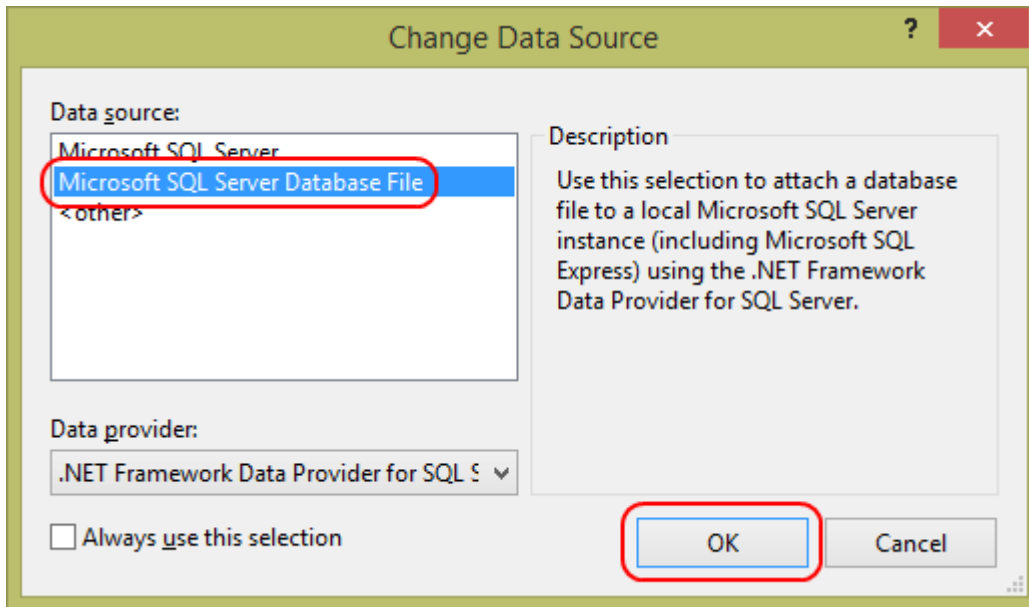 Change Data Source
?
Data source:
Microsoft SQL Server
Microsoft SQL Server Database File
<other>
Description
Use this selection to attach a database
file to a local Microsoft SQL Server
instance (including Microsoft SQL
Express) using the .NET Framework
Data Provider for SQL Server.
Data provider:
.NET Framework Data Provider for SQL S
Always use this selection
OK
Cancel